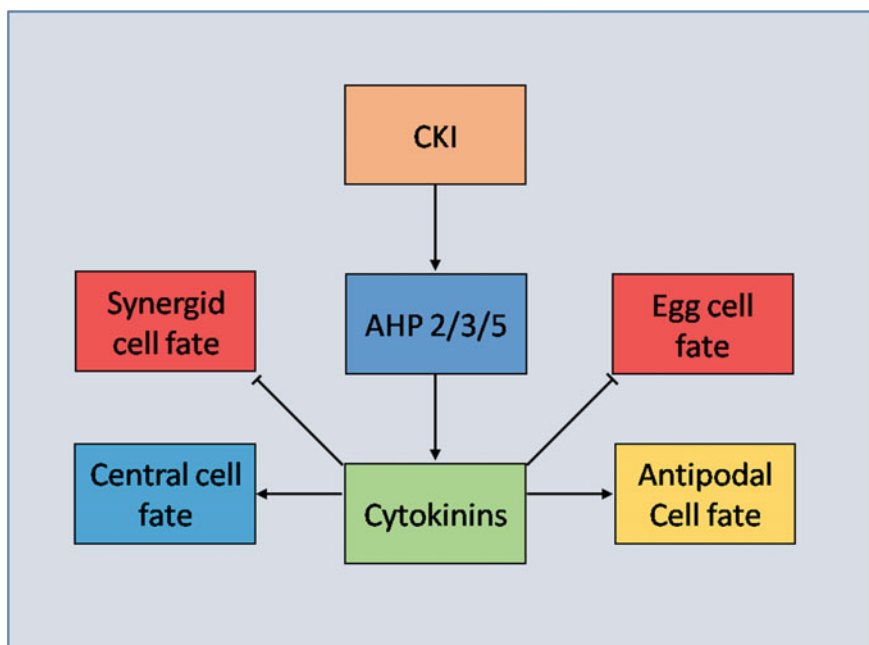 CKI
Synergid
cell fate
AHP 2/3/5
Egg cell
fate
Central cell
fate
Cytokinins
Antipodal
Cell fate